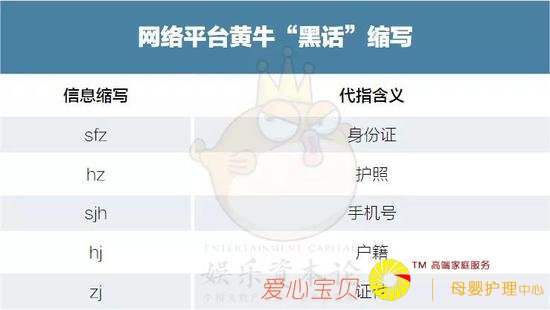 网络平台黄牛“黑话”缩写
信息缩写 代指含义
sfz 身份证
hz 护照
sjh 手机号
ENTERTAINMENT CAPITAL
hj 户籍
娱乐资本论
TM 高端家庭服务
zj 证件
爱心宝贝
母婴护理中心